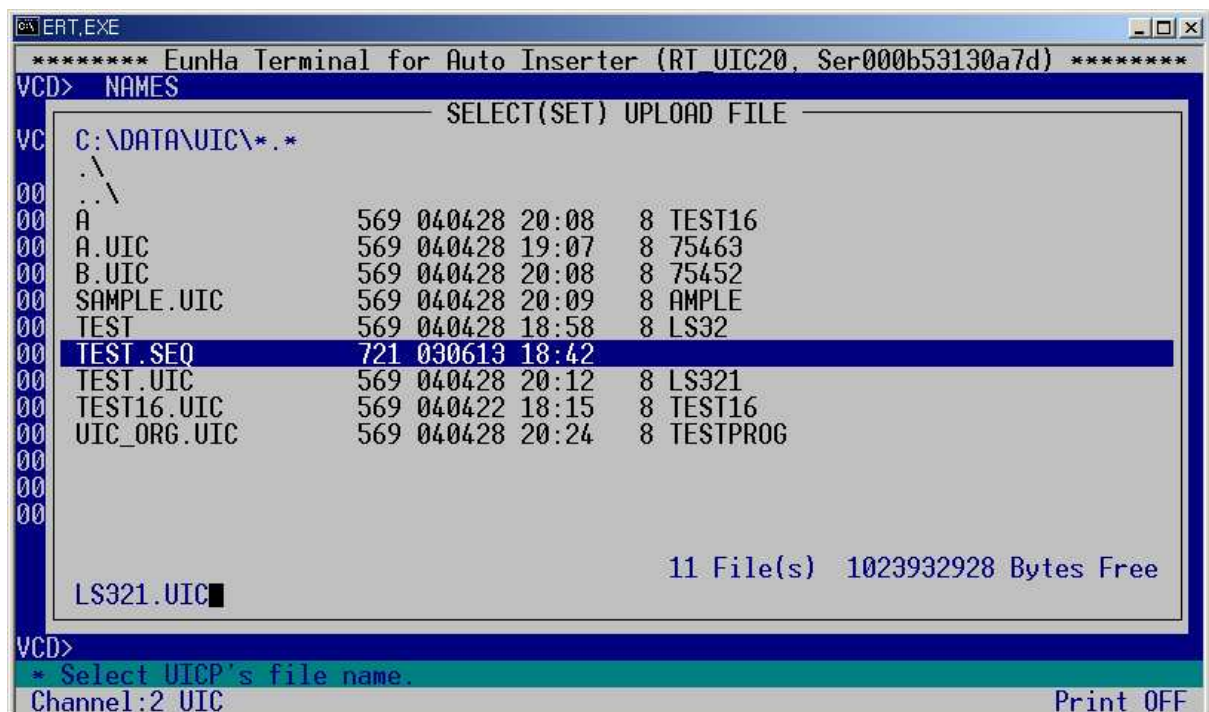 ERT,EXE
******** EunHa Terminal for Auto Inserter (RT_UIC20, Ser000b53130a7d) ********
VCD> NAMES
SELECT(SET) UPLOAD FILE
VC C:\DATA\UIC\*.*
.\
00 ..\
00 A 569 040428 20:08 8 TEST16
00 A.UIC 569 040428 19:07 8 75463
00 B.UIC 569 040428 20:08 8 75452
00 SAMPLE.UIC 569 040428 20:09 8 AMPLE
00 TEST 569 040428 18:58 8 LS32
00 TEST.SEQ 721 030613 18:42
00 TEST.UIC 569 040428 20:12 8 LS321
00 TEST16.UIC 569 040422 18:15 8 TEST16
00 UIC_ORG.UIC 569 040428 20:24 8 TESTPROG
00
00
00
11 File(s) 1023932928 Bytes Free
LS321.UIC
VCD>
* Select UICP's file name.
Channel:2 UIC Print OFF